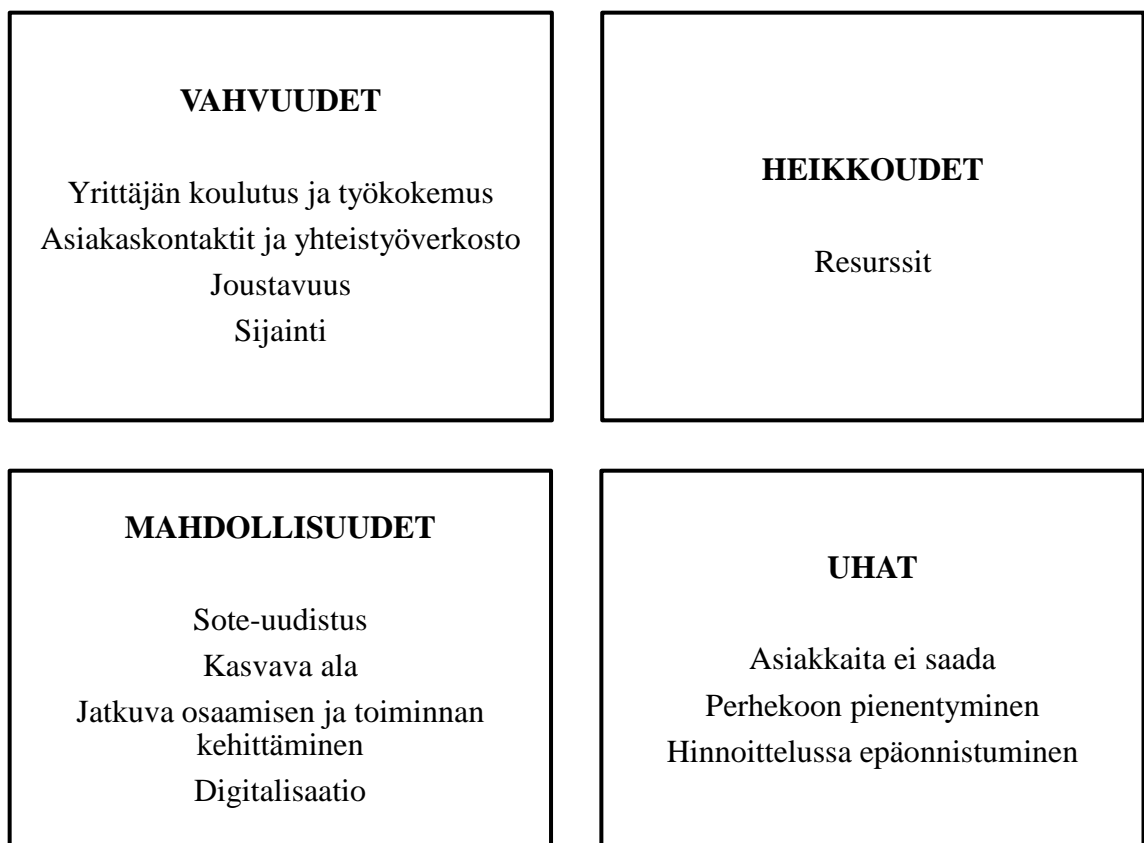 VAHVUUDET
Yrittäjän koulutus ja työkokemus
Asiakaskontaktit ja yhteistyöverkosto
Joustavuus
Sijainti
HEIKKOUDET
Resurssit
MAHDOLLISUUDET
Sote-uudistus
Kasvava ala
Jatkuva osaamisen ja toiminnan
kehittäminen
Digitalisaatio
UHAT
Asiakkaita ei saada
Perhekoon pienentyminen
Hinnoittelussa epäonnistuminen